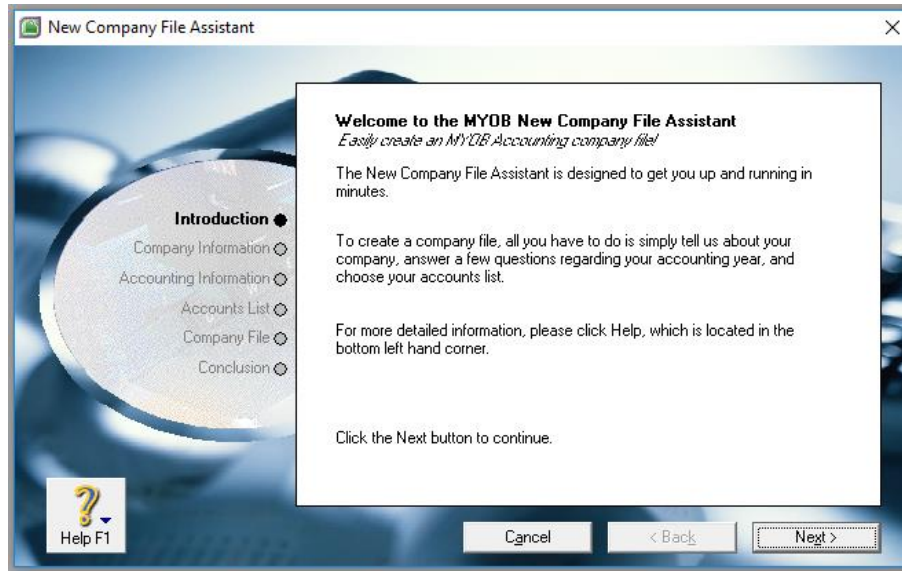 New Company File Assistant
Welcome to the MYOB New Company File Assistant
Easily create an MYOB Accounting company file!
The New Company File Assistant is designed to get you up and running in
minutes.
To create a company file, all you have to do is simply tell us about your
company, answer a few questions regarding your accounting year, and
choose your accounts list.
For more detailed information, please click Help, which is located in the
bottom left hand corner.
Click the Next button to continue.
Introduction
Company Information
Accounting Information
Accounts List
Company File
Conclusion
Help F1
Cancel
< Back
Next >